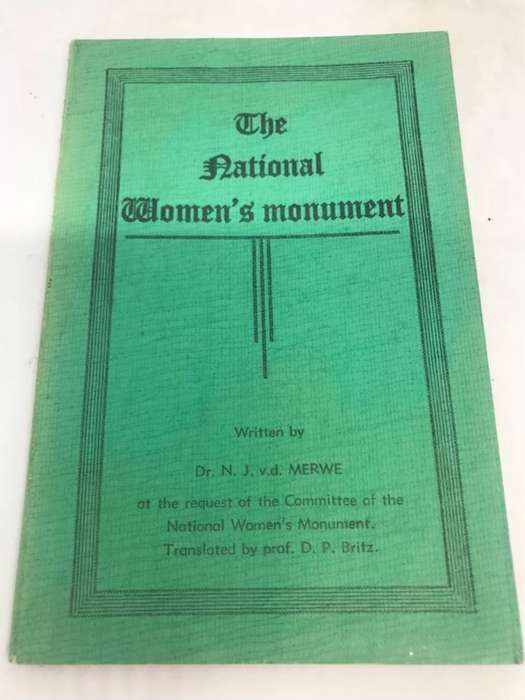 The
National
Women's monument
Written by
Dr. N. J. v.d. MERWE
at the request of the Committee of the
National Women's Monument.
Translated by prof. D. P. Britz.